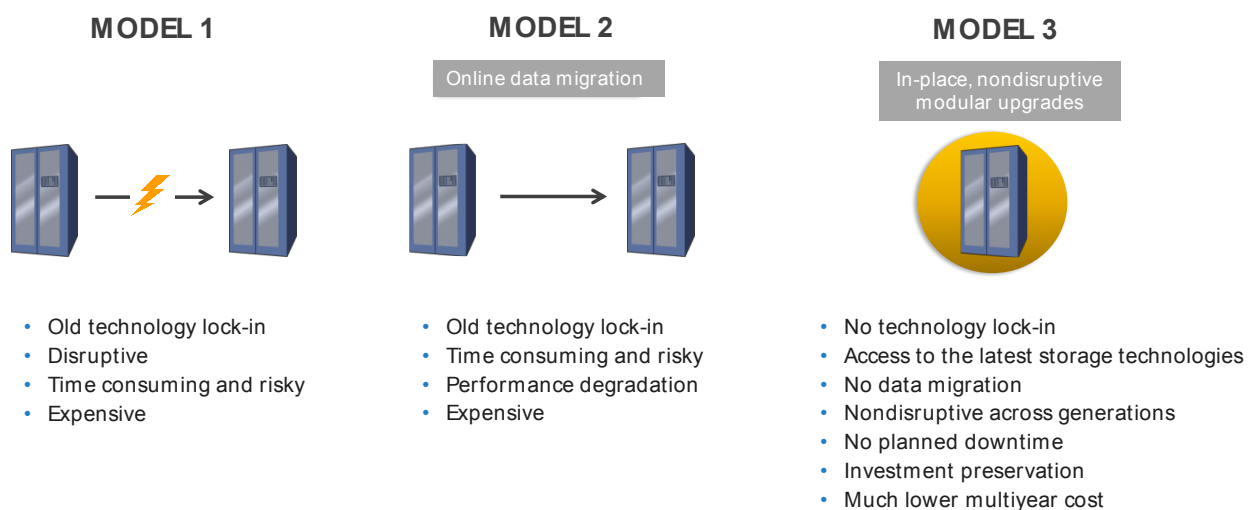 MODEL 1
Old technology lock-in
Disruptive
Time consuming and risky
Expensive
MODEL 2
Online data migration
Old technology lock-in
Time consuming and risky
Performance degradation
Expensive
MODEL 3
In-place, nondisruptive
modular upgrades
No technology lock-in
Access to the latest storage technologies
No data migration
Nondisruptive across generations
No planned downtime
Investment preservation
Much lower multiyear cost